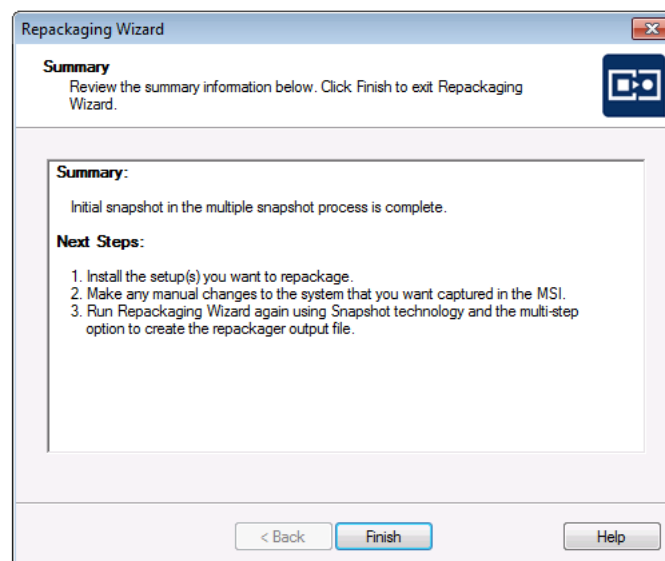 Repackaging Wizard
Summary
Review the summary information below. Click Finish to exit Repackaging
Wizard.
Summary:
Initial snapshot in the multiple snapshot process is complete.
Next Steps:
1. Install the setup(s) you want to repackage.
2. Make any manual changes to the system that you want captured in the MSI.
3. Run Repackaging Wizard again using Snapshot technology and the multi-step
option to create the repackager output file.
< Back
Finish
Help